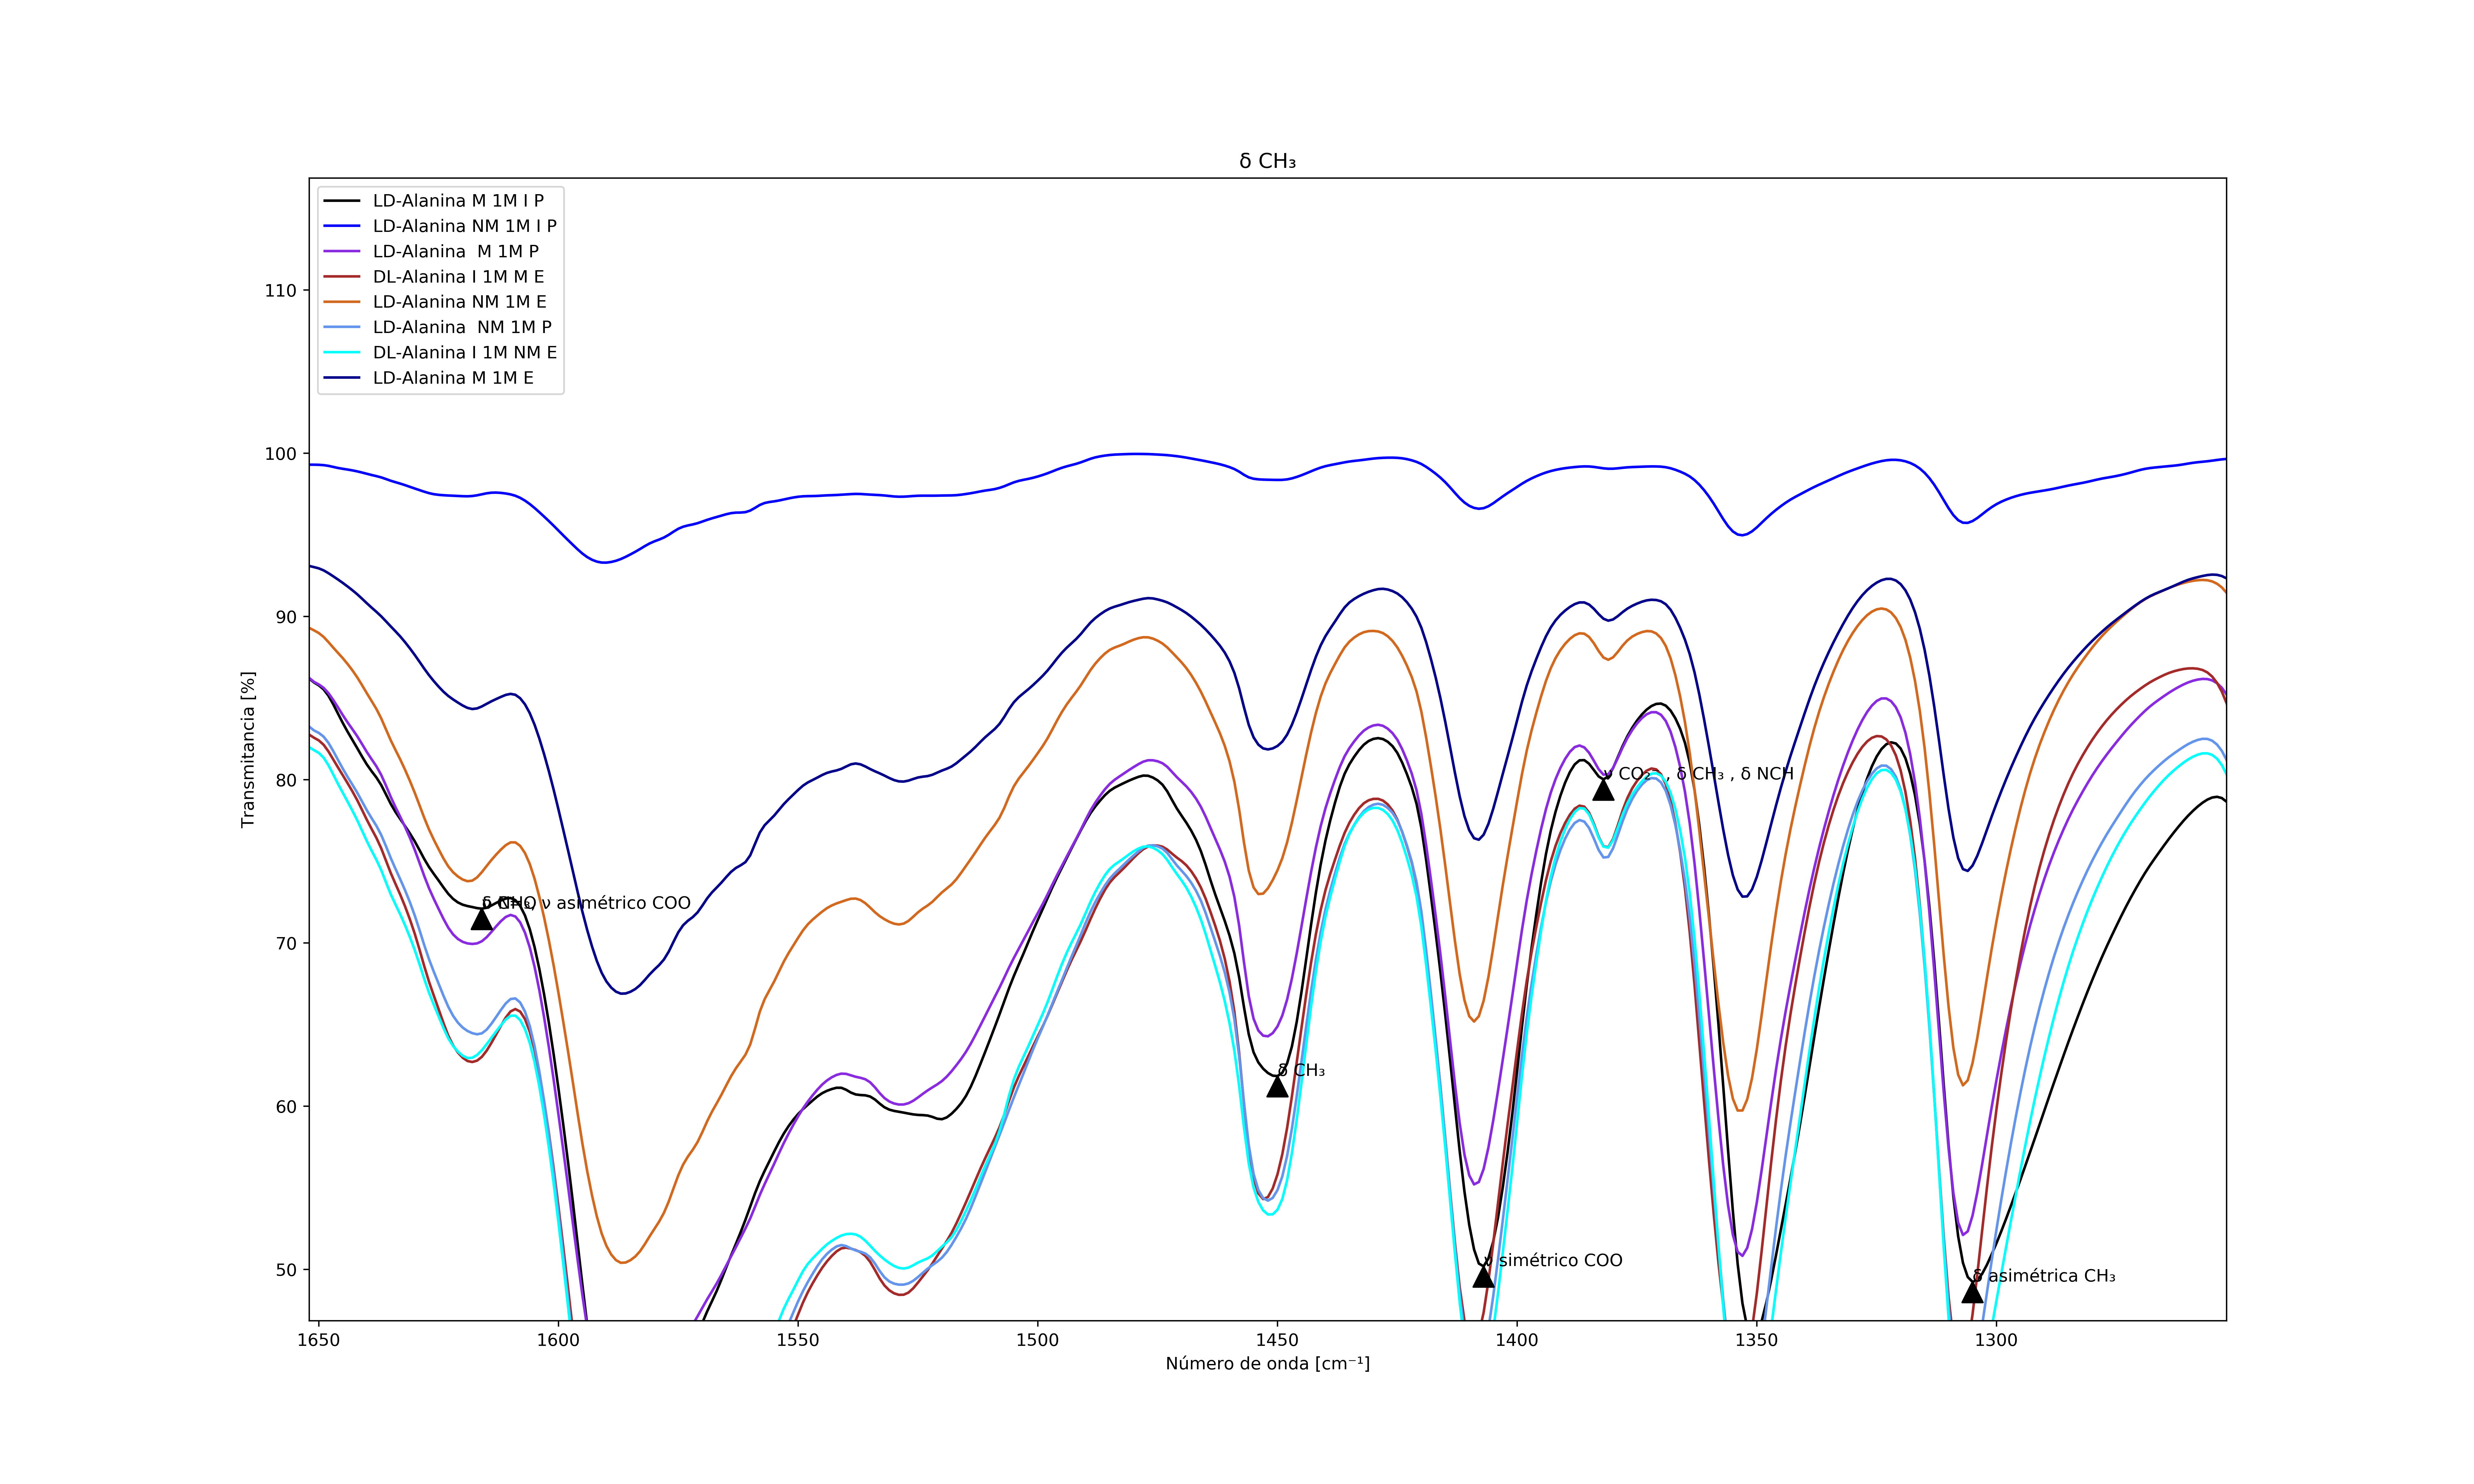 δ CH₃
LD-Alanina M 1M I P
LD-Alanina NM 1M I P
LD-Alanina  M 1M P
DL-Alanina I 1M M E
LD-Alanina NM 1M E
LD-Alanina  NM 1M P
DL-Alanina I 1M NM E
LD-Alanina M 1M E
110
100
90
80
70
60
50
Transmitancia [%]
ν CO₂⁻ , δ CH₃ , δ NCH
ν asimétrico COO
δ CH₃
ν simétrico COO
δ asimétrica CH₃
1650
1600
1550
1500
1450
1400
1350
1300
Número de onda [cm⁻¹]